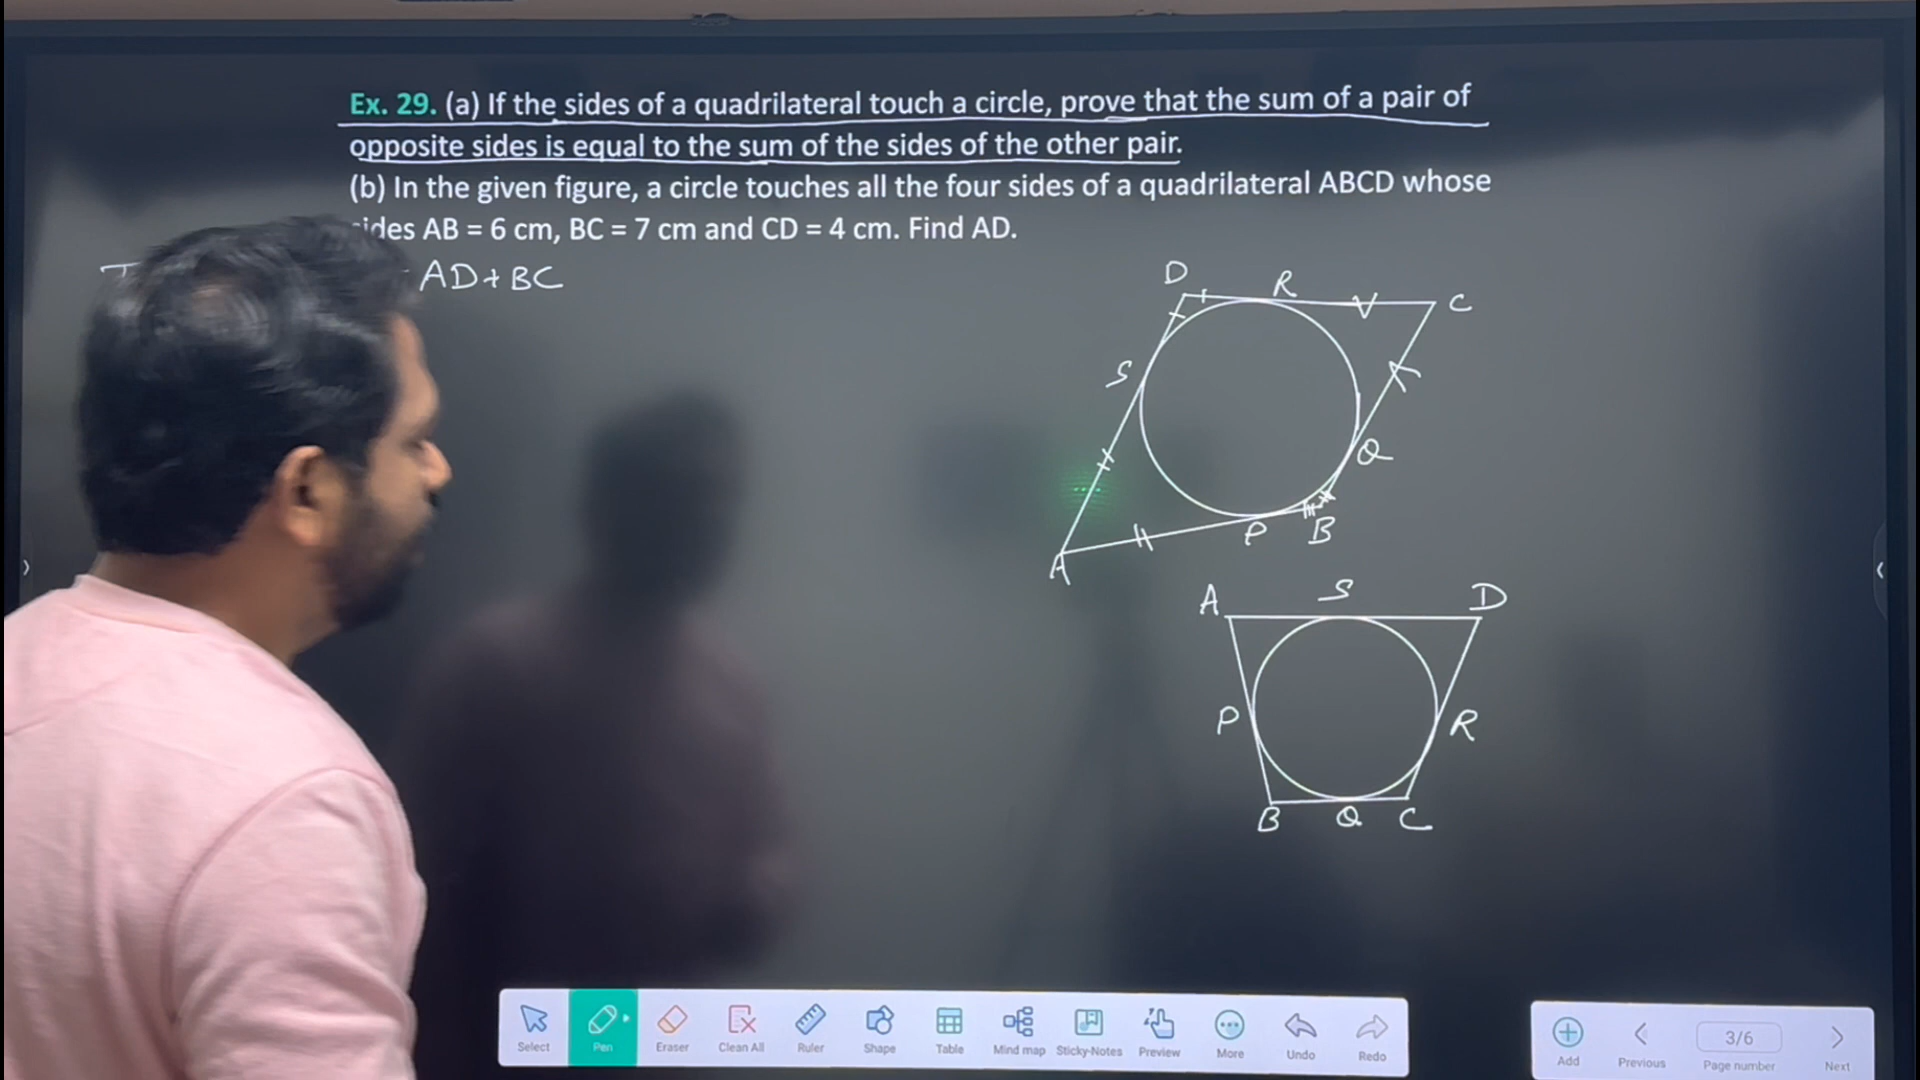 Ex. 29. (a) If the sides of a quadrilateral touch a circle, prove that the sum of a pair of
opposite sides is equal to the sum of the sides of the other pair.
(b) In the given figure, a circle touches all the four sides of a quadrilateral ABCD whose
AB = 6 cm, BC = 7 cm and CD = 4 cm. Find AD.
AD+BC
D R C
S
Q
P B
A
A S D
P R
B Q C
Select Pen Eraser Clean All Ruler Shape Table Mind map Sticky-Notes Preview More Undo Redo
Add Previous 3/6 Page number Next